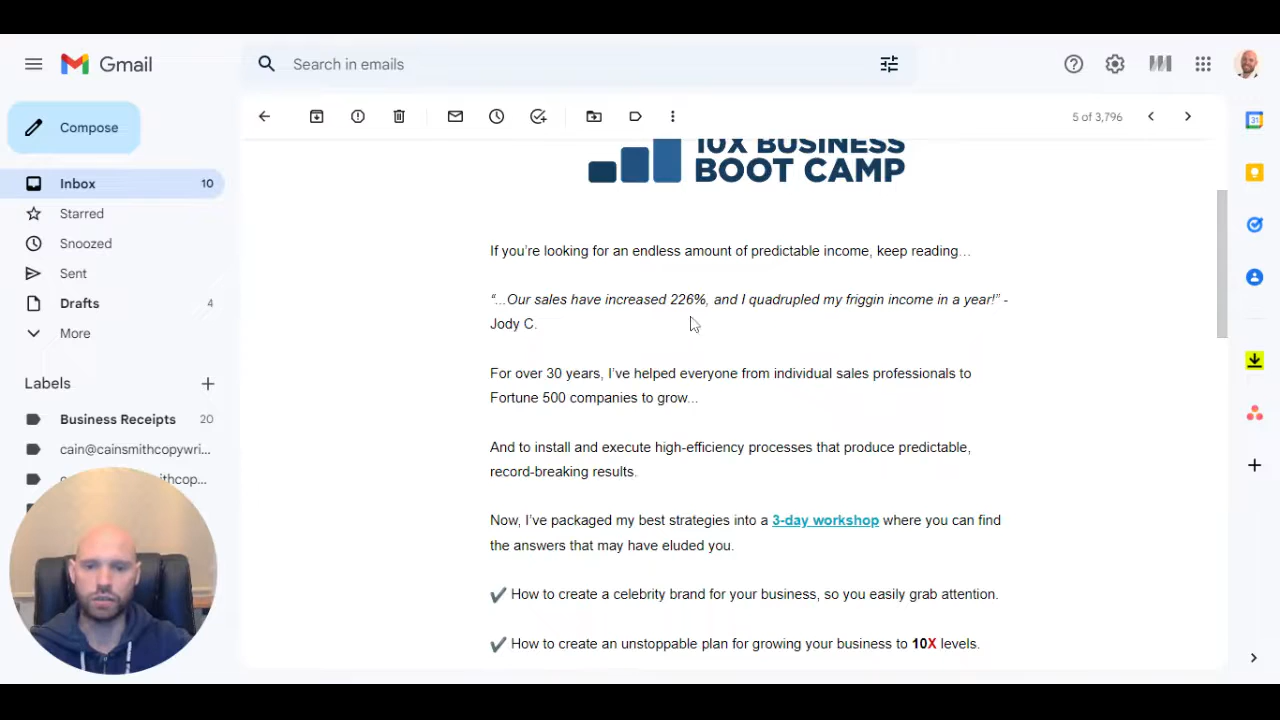 Gmail
Search in emails
Compose
5 of 3,796
Inbox 10
Starred
Snoozed
Sent
Drafts 4
More
Labels
Business Receipts 20
cain@cainsmithcopywri...
ithcop...
10X BUSINESS
BOOT CAMP
If you're looking for an endless amount of predictable income, keep reading…
“…Our sales have increased 226%, and I quadrupled my friggin income in a year!” -
Jody C.
For over 30 years, I've helped everyone from individual sales professionals to
Fortune 500 companies to grow…
And to install and execute high-efficiency processes that produce predictable,
record-breaking results.
Now, I've packaged my best strategies into a 3-day workshop where you can find
the answers that may have eluded you.
✔ How to create a celebrity brand for your business, so you easily grab attention.
✔ How to create an unstoppable plan for growing your business to 10X levels.
31